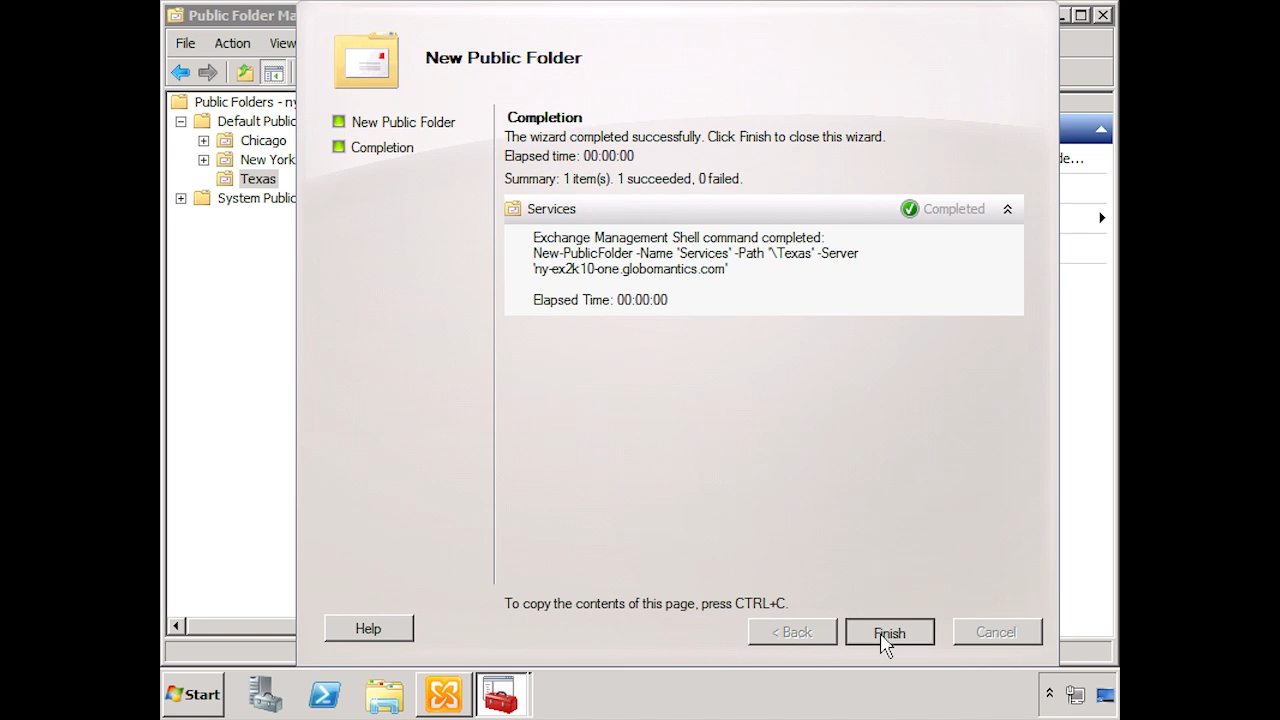 Public Folder Ma
File Action View
Public Folders - ny
Default Public
Chicago
New York
Texas
System Public
New Public Folder
New Public Folder
Completion
Completion
The wizard completed successfully. Click Finish to close this wizard.
Elapsed time: 00:00:00
Summary: 1 item(s). 1 succeeded, 0 failed.
Services
Completed
Exchange Management Shell command completed:
New-PublicFolder -Name 'Services' -Path '\Texas' -Server
'ny-ex2k10-one.globomantics.com'
Elapsed Time: 00:00:00
To copy the contents of this page, press CTRL+C.
Help
< Back
Finish
Cancel
de...
Start